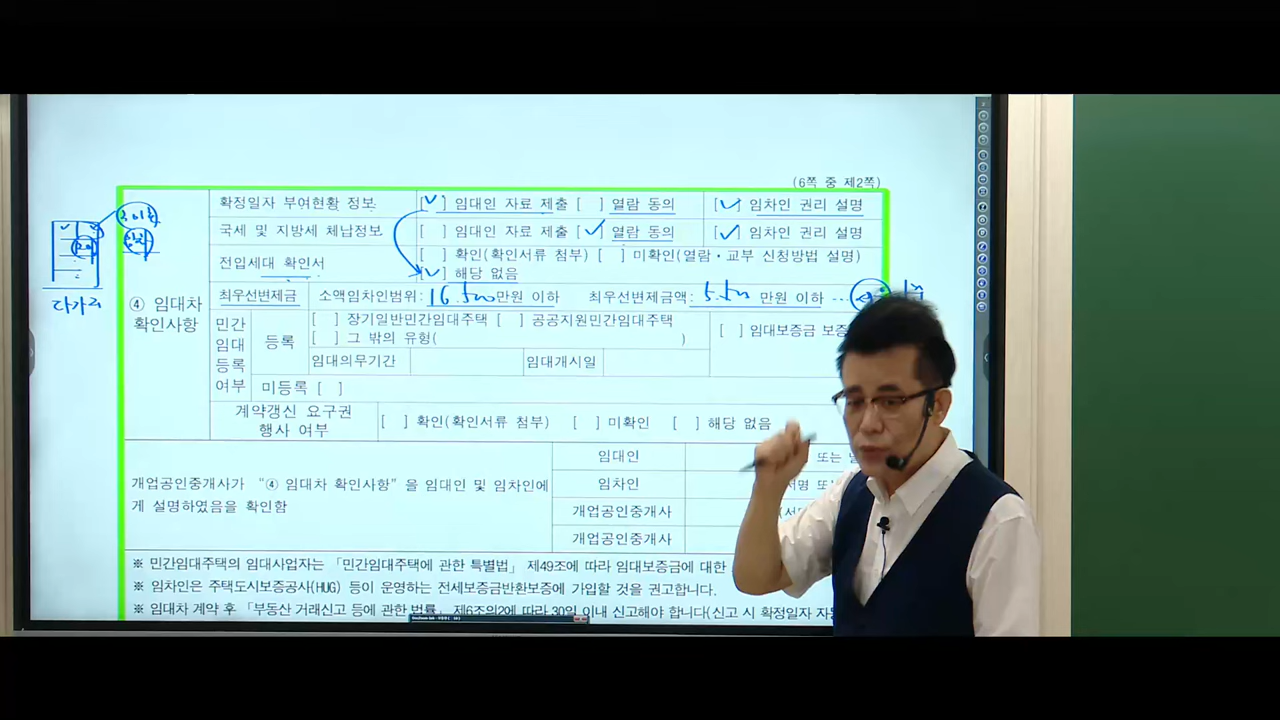 (6쪽 중 제2쪽)
④ 임대차 확인사항
확정일자 부여현황 정보 [✓] 임대인 자료 제출 [ ] 열람 동의 [✓] 임차인 권리 설명
국세 및 지방세 체납정보 [ ] 임대인 자료 제출 [✓] 열람 동의 [✓] 임차인 권리 설명
전입세대 확인서 [ ] 확인(확인서류 첨부) [ ] 미확인(열람·교부 신청방법 설명)
[✓] 해당 없음
최우선변제금 소액임차인범위: 16.500만원 이하 최우선변제금액: 5.500 만원 이하
다가구
민간 임대 등록 여부
등록 [ ] 장기일반민간임대주택 [ ] 공공지원민간임대주택
[ ] 그 밖의 유형( )
[ ] 임대보증금 보증
임대의무기간 임대개시일
미등록 [ ]
계약갱신 요구권
행사 여부
[ ] 확인(확인서류 첨부) [ ] 미확인 [ ] 해당 없음
개업공인중개사가 “④ 임대차 확인사항”을 임대인 및 임차인에
게 설명하였음을 확인함
임대인 또는
임차인 서명
개업공인중개사
개업공인중개사
※ 민간임대주택의 임대사업자는 「민간임대주택에 관한 특별법」 제49조에 따라 임대보증금에 대한
※ 임차인은 주택도시보증공사(HUG) 등이 운영하는 전세보증금반환보증에 가입할 것을 권고합니다.
※ 임대차 계약 후 「부동산 거래신고 등에 관한 법률」 제6조의2에 따라 30일 이내 신고해야 합니다(신고 시 확정일자 자동